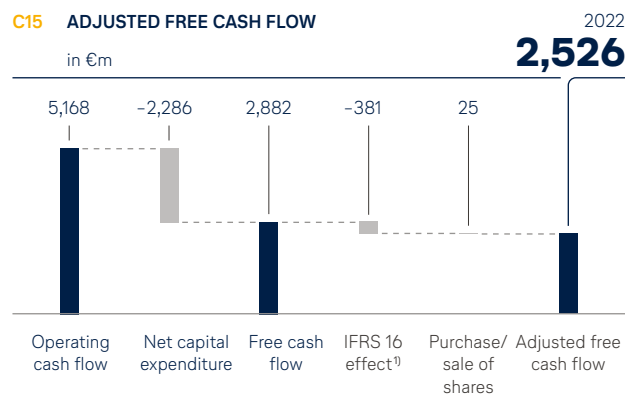 C15 ADJUSTED FREE CASH FLOW
2022
in €m
2,526
5,168 -2,286 2,882 -381 25
Operating cash flow
Net capital expenditure
Free cash flow
IFRS 16 effect¹⁾
Purchase/ sale of shares
Adjusted free cash flow